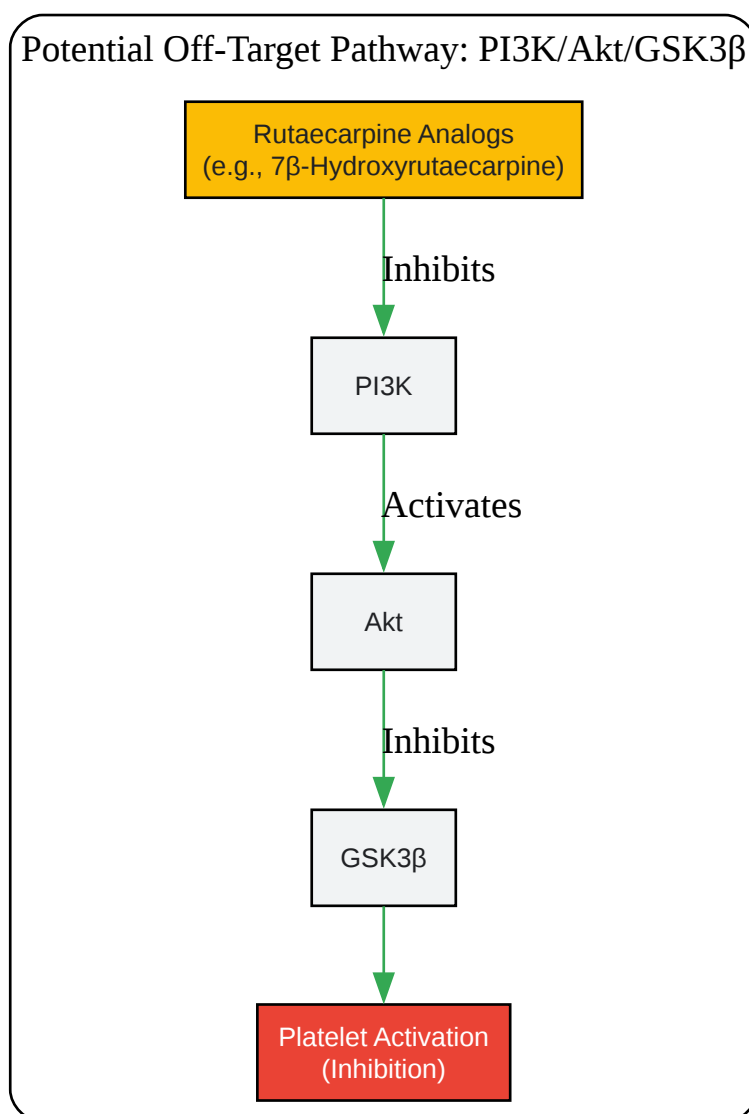 Potential Off-Target Pathway: PI3K/Akt/GSK3β
Rutaecarpine Analogs
(e.g., 7β-Hydroxyrutaecarpine)
Inhibits
PI3K
Activates
Akt
Inhibits
GSK3β
Platelet Activation
(Inhibition)